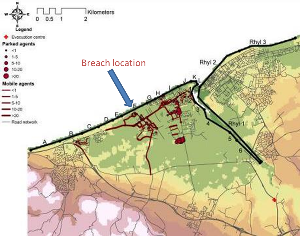 N
Kilometers
0 0.5 1 2
Legend
Evacuation centre
Parked agents
<1
1-5
5-10
10-20
>20
Mobile agents
<1
1-5
5-10
10-20
>20
Road network
Breach location
Rhyl 3
Rhyl 2
Rhyl 1
A
B
C
D
E
G
H
K
5
6